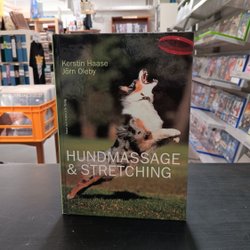 Kerstin Haase
Jörn Oleby
HUNDMASSAGE
& STRETCHING